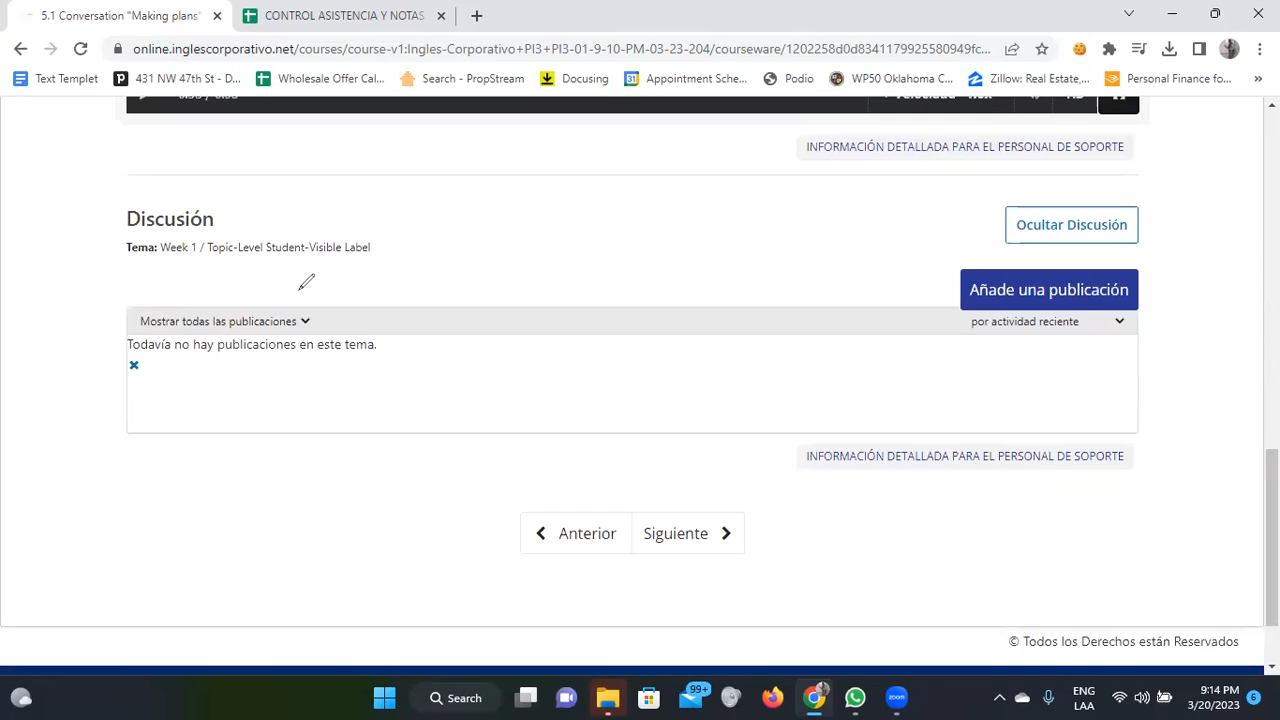 5.1 Conversation "Making plans"
CONTROL ASISTENCIA Y NOTAS
online.inglescorporativo.net/courses/course-v1:Ingles-Corporativo+PI3+PI3-01-9-10-PM-03-23-204/courseware/1202258d0d8341179925580949fc...
Text Templet
431 NW 47th St - D...
Wholesale Offer Cal...
Search - PropStream
Docusing
Appointment Sche...
Podio
WP50 Oklahoma C...
Zillow: Real Estate,...
Personal Finance fo...
INFORMACIÓN DETALLADA PARA EL PERSONAL DE SOPORTE
Discusión
Ocultar Discusión
Tema: Week 1 / Topic-Level Student-Visible Label
Añade una publicación
Mostrar todas las publicaciones
por actividad reciente
Todavía no hay publicaciones en este tema.
INFORMACIÓN DETALLADA PARA EL PERSONAL DE SOPORTE
Anterior
Siguiente
© Todos los Derechos están Reservados
Search
99+
ENG
LAA
9:14 PM
3/20/2023
6